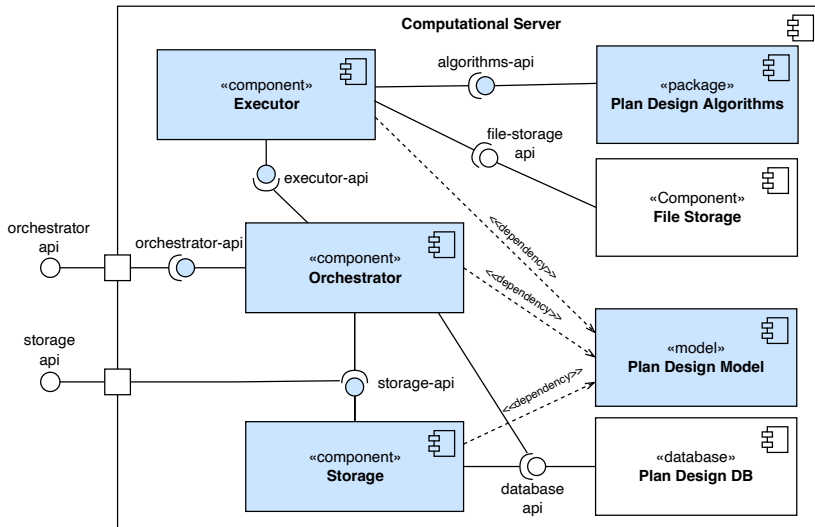 Computational Server
«component»
Executor
algorithms-api
«package»
Plan Design Algorithms
file-storage
api
executor-api
«Component»
File Storage
<<dependency>>
orchestrator
api
orchestrator-api
«component»
Orchestrator
<<dependency>>
storage
api
«model»
Plan Design Model
storage-api
<<dependency>>
«component»
Storage
database
api
«database»
Plan Design DB